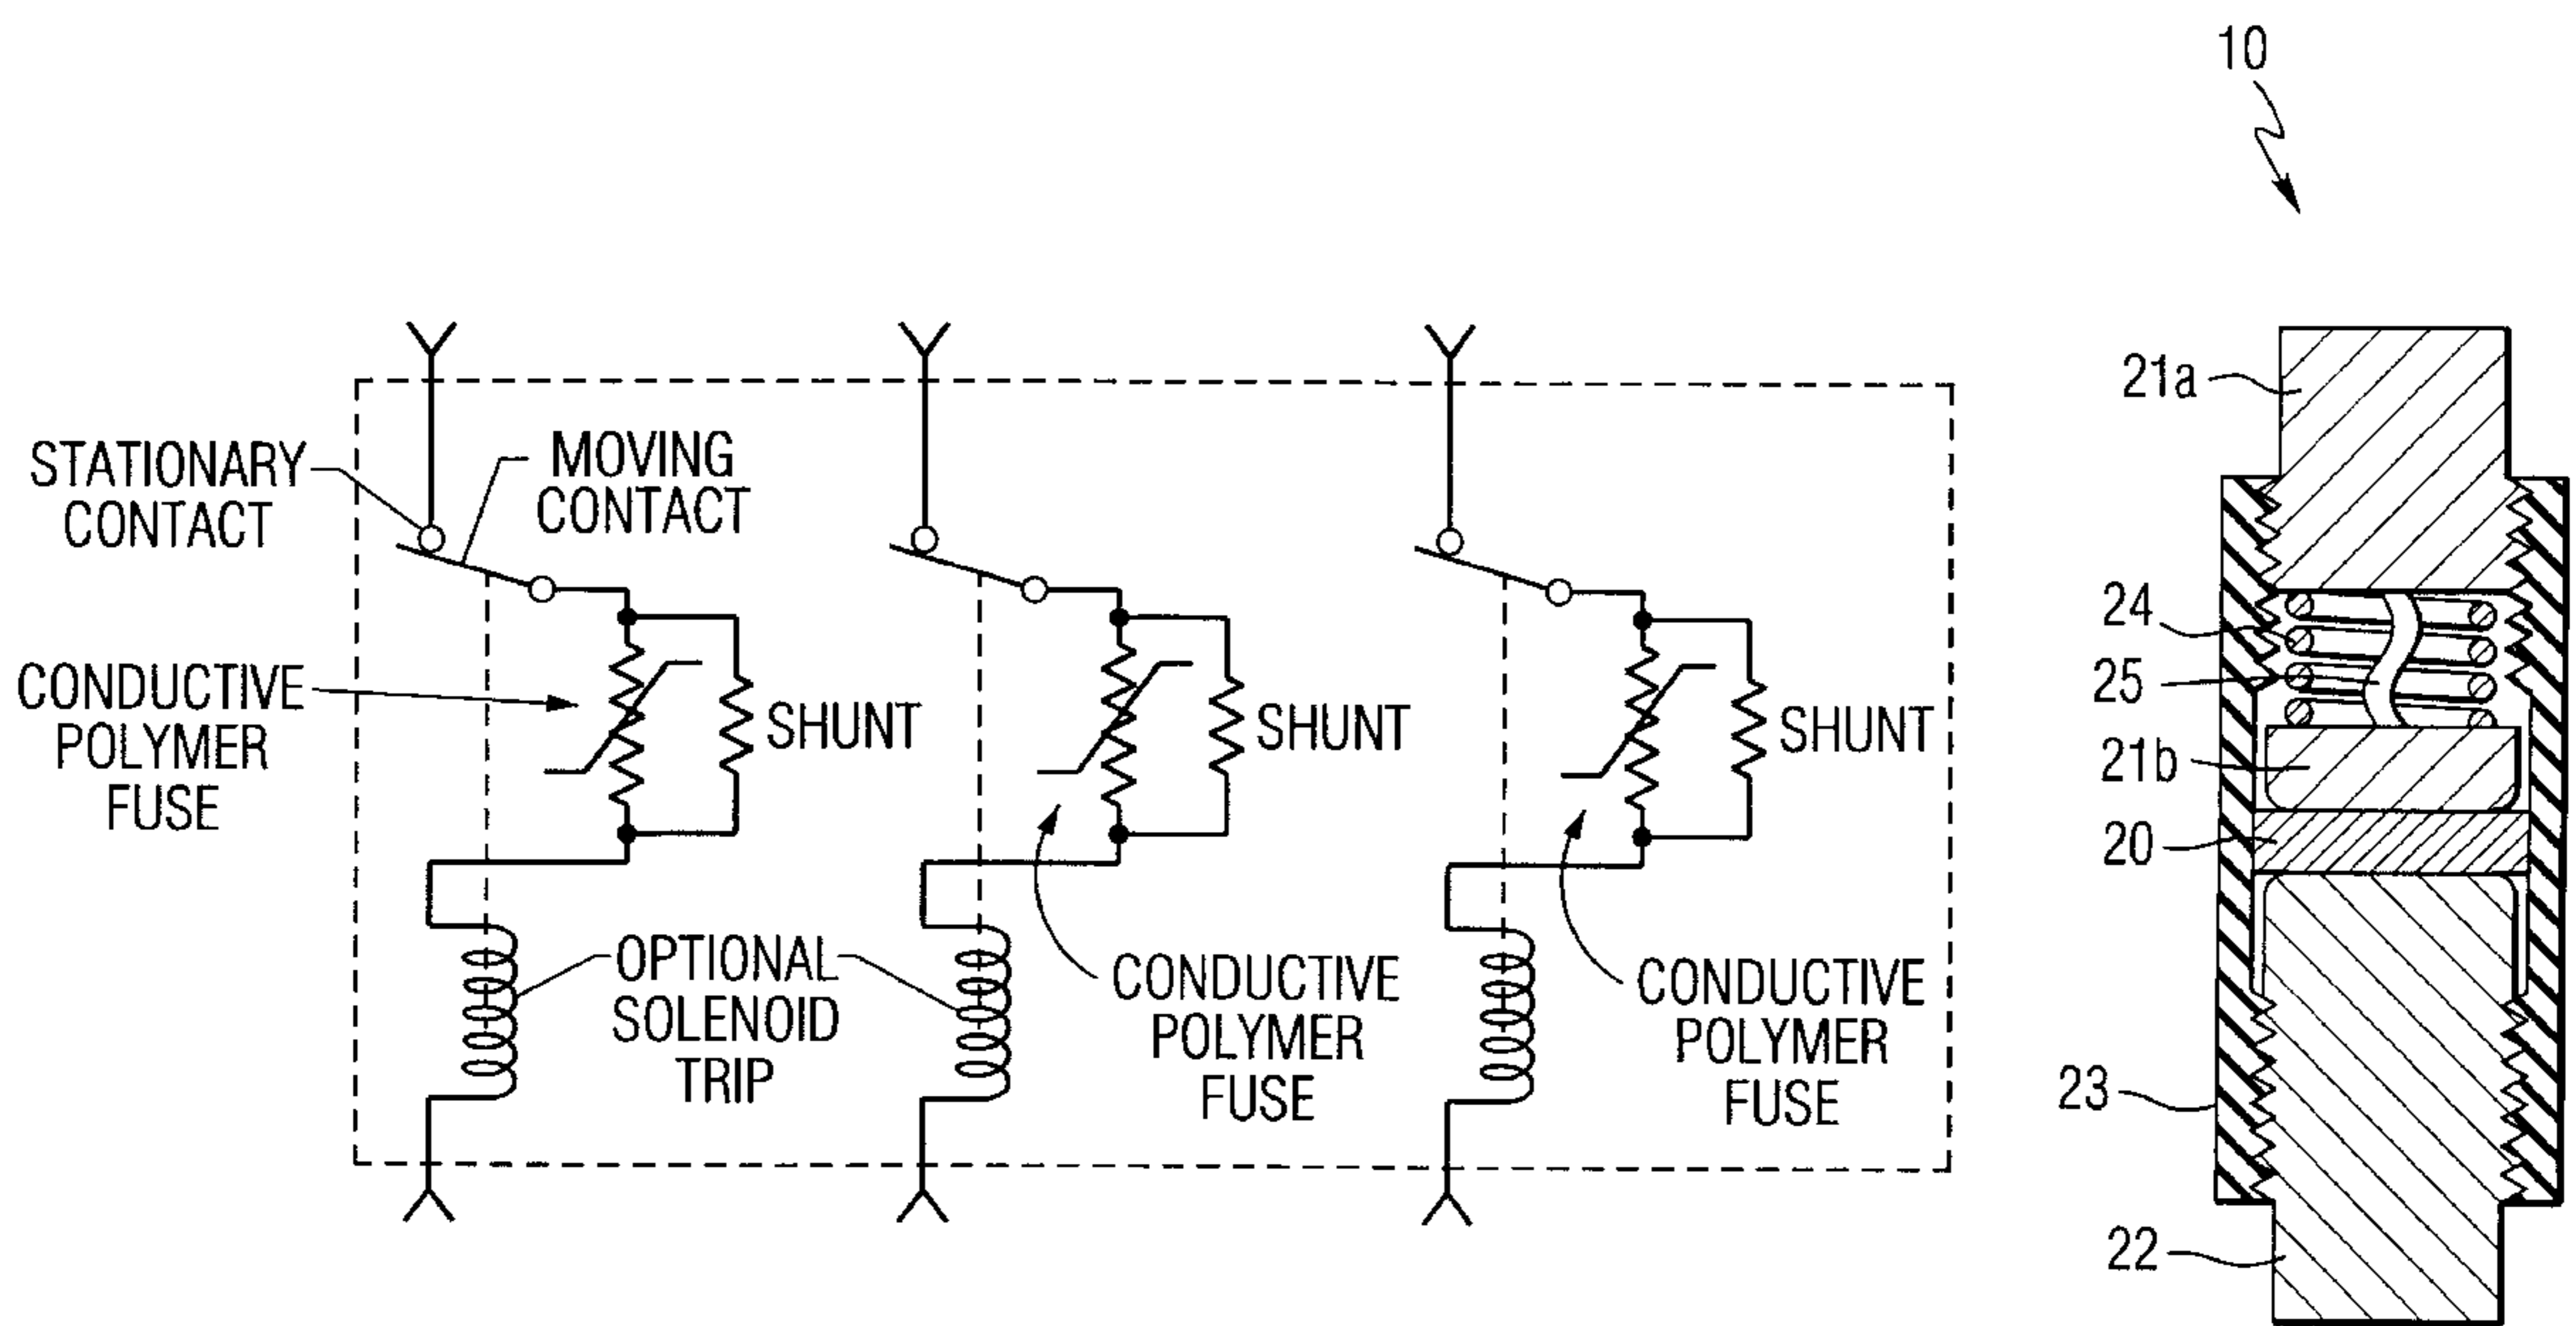 10
21a
STATIONARY
CONTACT
MOVING
CONTACT
24
25
CONDUCTIVE
POLYMER
FUSE
SHUNT
SHUNT
SHUNT
21b
20
OPTIONAL
SOLENOID
TRIP
CONDUCTIVE
POLYMER
FUSE
CONDUCTIVE
POLYMER
FUSE
23
22